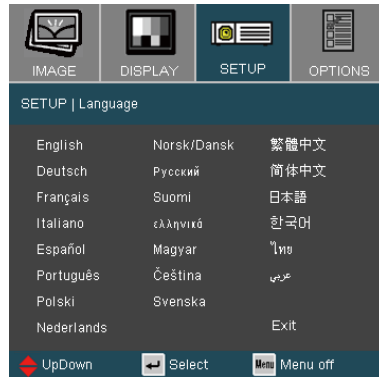 IMAGE DISPLAY SETUP OPTIONS
SETUP | Language
English Norsk/Dansk 繁體中文
Deutsch Русский 简体中文
Français Suomi 日本語
Italiano ελληνικά 한국어
Español Magyar ไทย
Português Čeština عربي
Polski Svenska
Nederlands Exit
UpDown Select Menu Menu off